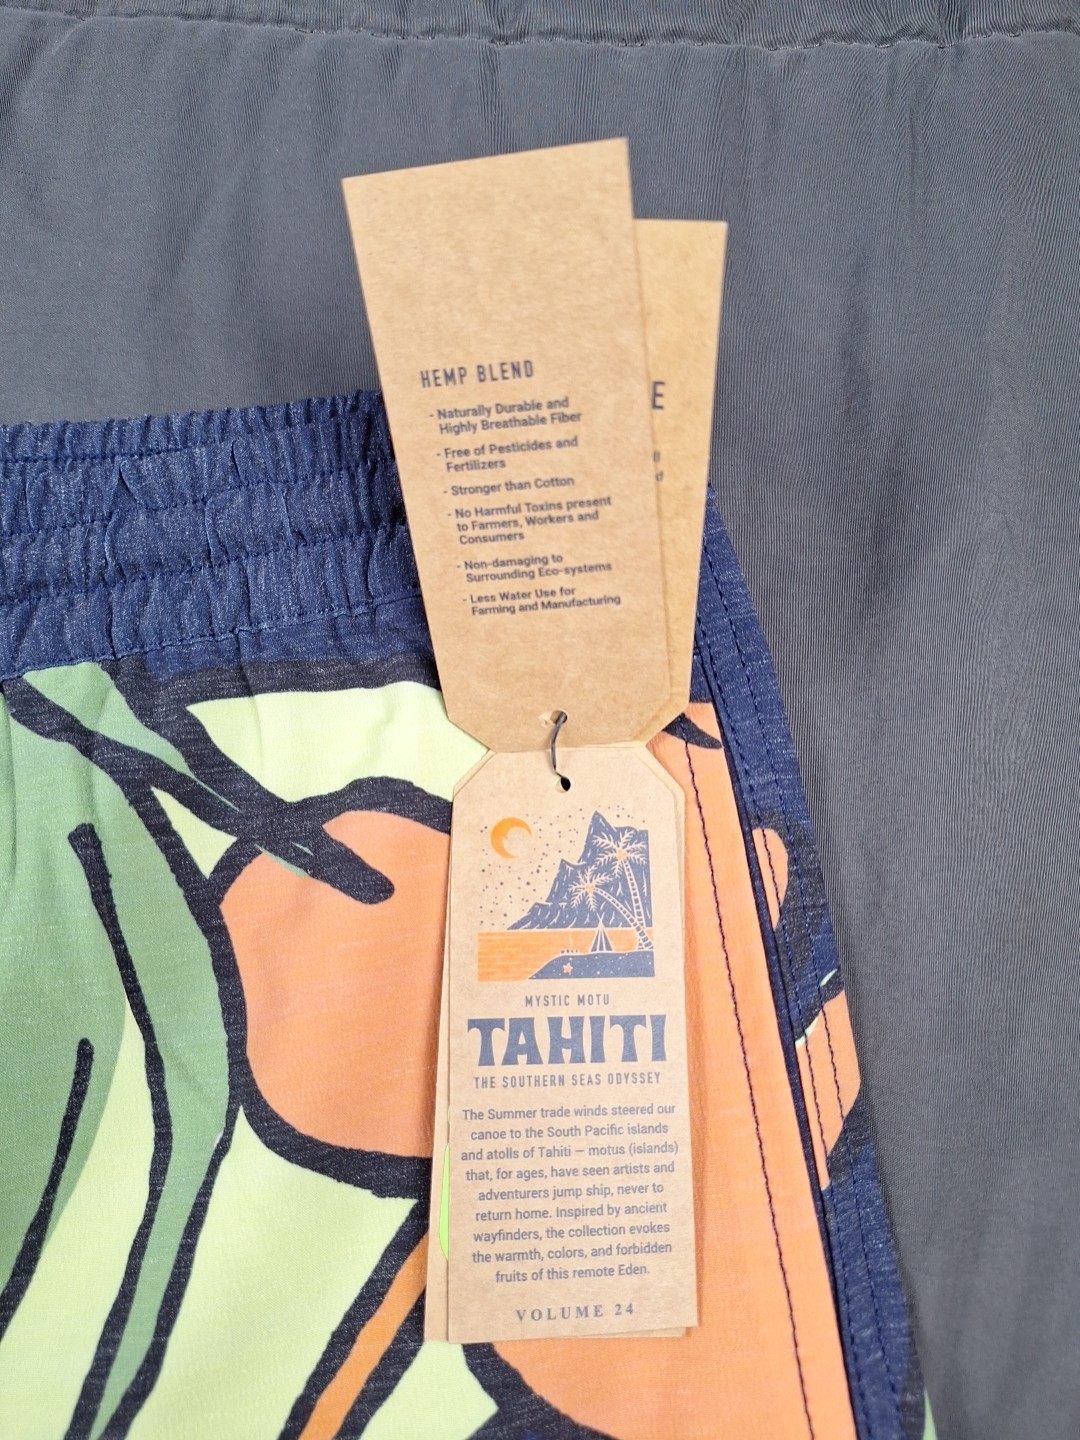 HEMP BLEND
- Naturally Durable and
Highly Breathable Fiber
- Free of Pesticides and
Fertilizers
- Stronger than Cotton
- No Harmful Toxins present
to Farmers, Workers and
Consumers
- Non-damaging to
Surrounding Eco-systems
- Less Water Use for
Farming and Manufacturing
E
d
MYSTIC MOTU
TAHITI
THE SOUTHERN SEAS ODYSSEY
The Summer trade winds steered our
canoe to the South Pacific islands
and atolls of Tahiti — motus (islands)
that, for ages, have seen artists and
adventurers jump ship, never to
return home. Inspired by ancient
wayfinders, the collection evokes
the warmth, colors, and forbidden
fruits of this remote Eden.
VOLUME 24